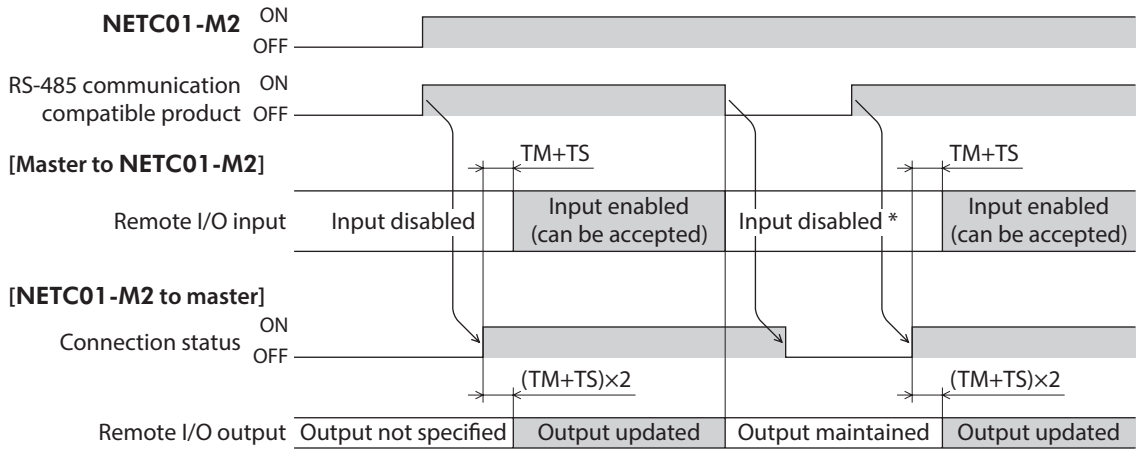 NETC01-M2
ON
OFF
RS-485 communication
compatible product
ON
OFF
[Master to NETC01-M2]
TM+TS
TM+TS
Remote I/O input
Input disabled
Input enabled
(can be accepted)
Input disabled *
Input enabled
(can be accepted)
[NETC01-M2 to master]
Connection status
ON
OFF
(TM+TS)×2
(TM+TS)×2
Remote I/O output
Output not specified
Output updated
Output maintained
Output updated